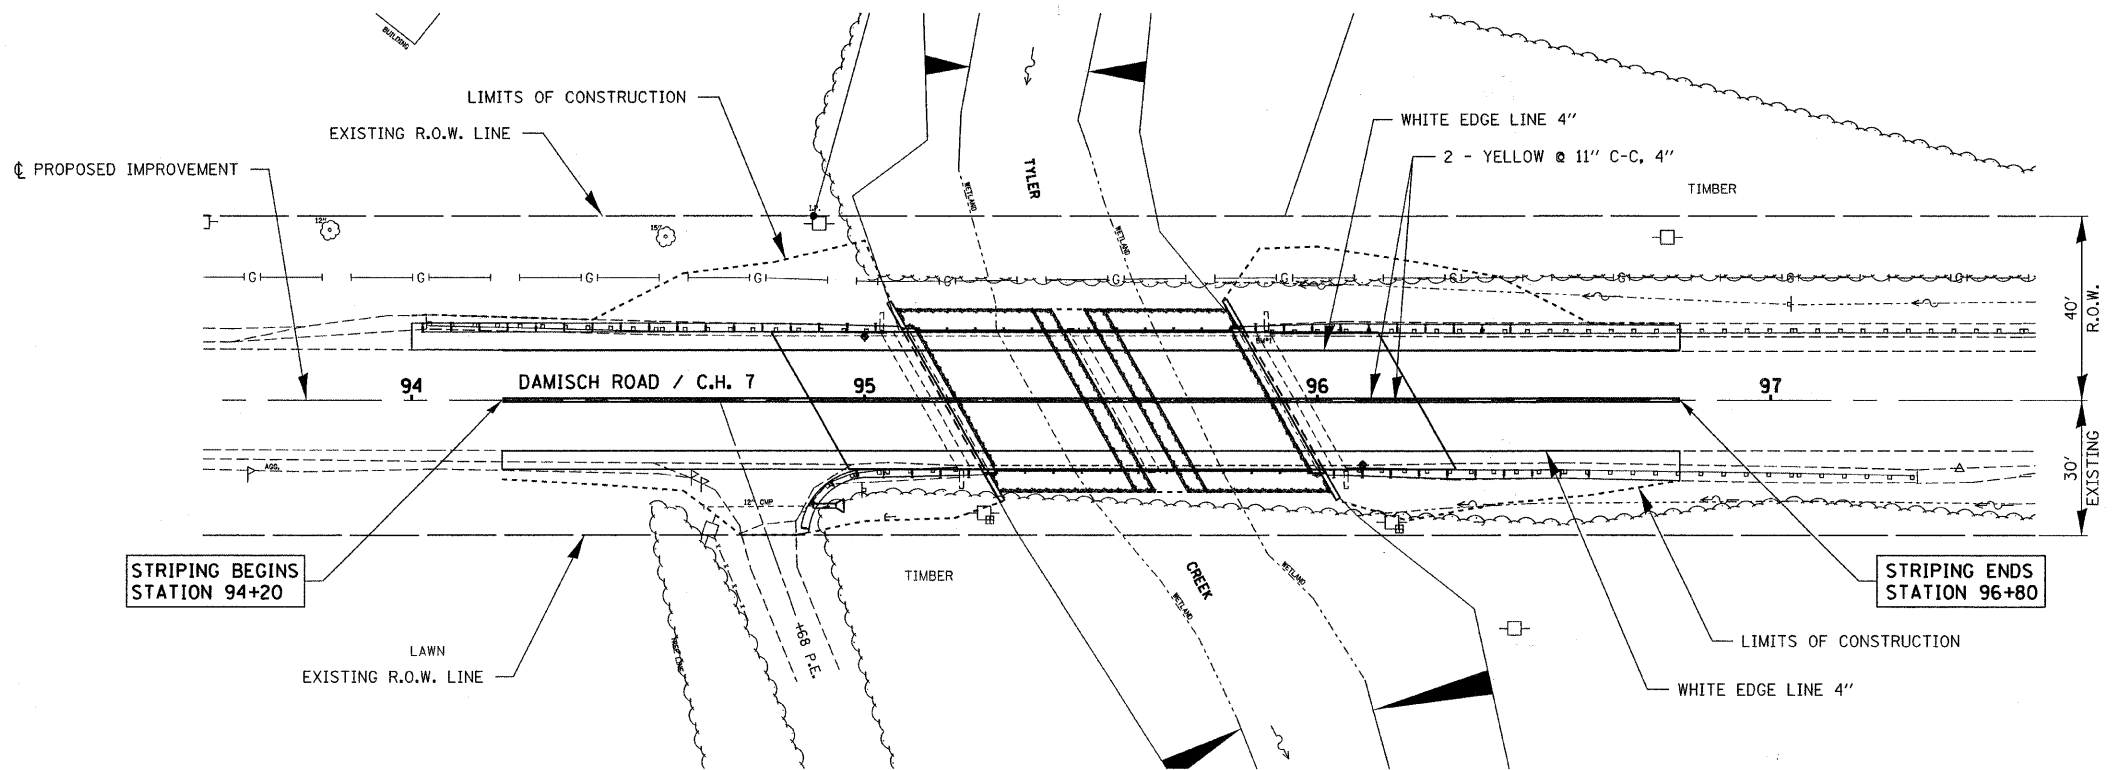 BUILDING
LIMITS OF CONSTRUCTION
EXISTING R.O.W. LINE
℄ PROPOSED IMPROVEMENT
WHITE EDGE LINE 4"
2 - YELLOW @ 11" C-C, 4"
TIMBER
TYLER
WETLAND
WETLAND
12"
15"
I.P.
G G G G G G G G G G G
40'
R.O.W.
94
DAMISCH ROAD / C.H. 7
95
96
97
AGG.
12" CMP
30'
EXISTING
STRIPING BEGINS
STATION 94+20
TIMBER
CREEK
WETLAND
WETLAND
STRIPING ENDS
STATION 96+80
+68 P.E.
LAWN
EXISTING R.O.W. LINE
LIMITS OF CONSTRUCTION
WHITE EDGE LINE 4"